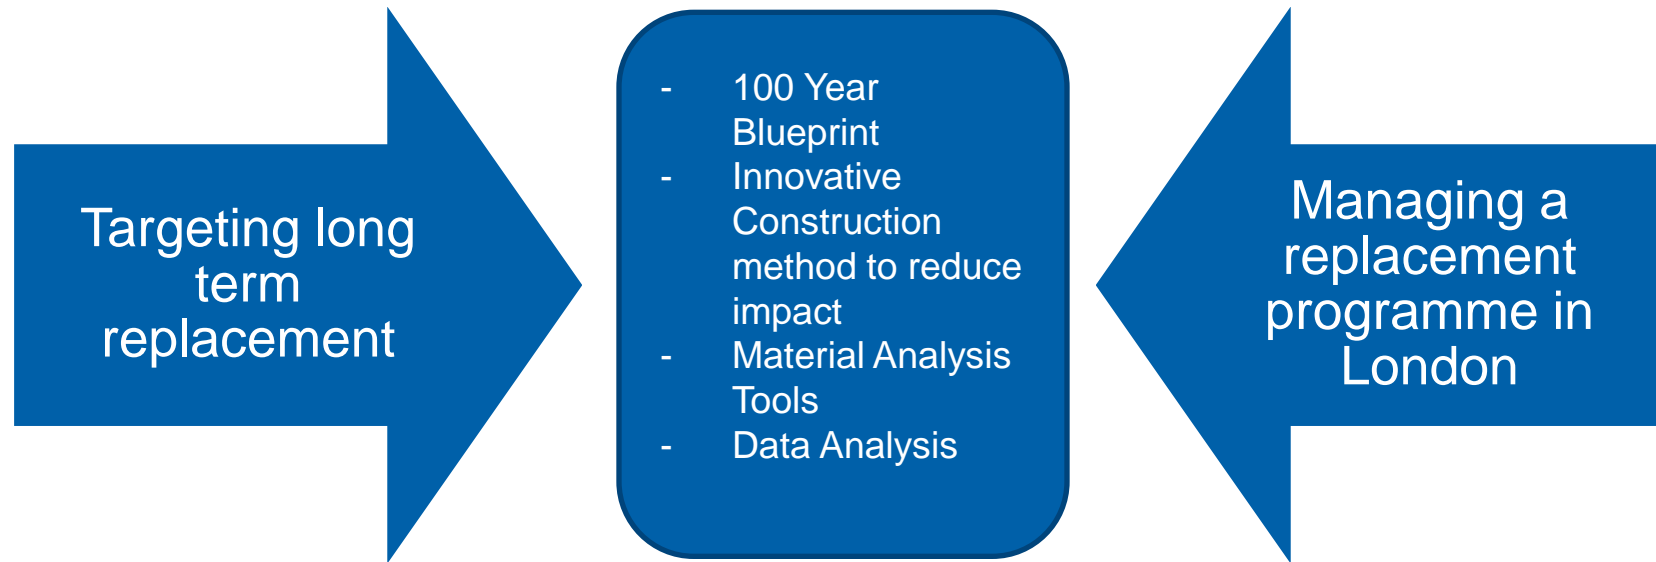 Targeting long
term
replacement
- 100 Year
Blueprint
- Innovative
Construction
method to reduce
impact
- Material Analysis
Tools
- Data Analysis
Managing a
replacement
programme in
London